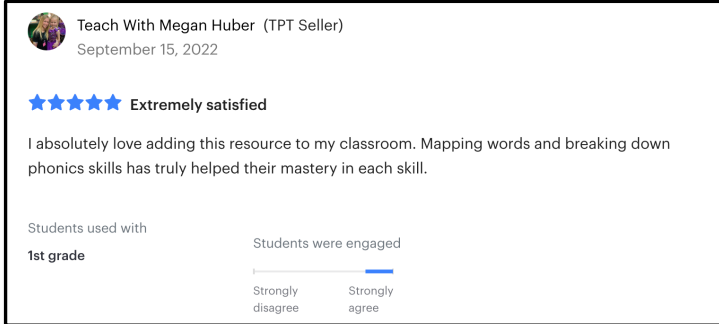 Teach With Megan Huber (TPT Seller)
September 15, 2022
Extremely satisfied
I absolutely love adding this resource to my classroom. Mapping words and breaking down
phonics skills has truly helped their mastery in each skill.
Students used with
1st grade
Students were engaged
Strongly disagree
Strongly agree